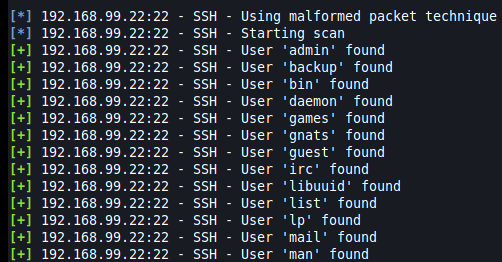 [*] 192.168.99.22:22 - SSH - Using malformed packet technique
[*] 192.168.99.22:22 - SSH - Starting scan
[+] 192.168.99.22:22 - SSH - User 'admin' found
[+] 192.168.99.22:22 - SSH - User 'backup' found
[+] 192.168.99.22:22 - SSH - User 'bin' found
[+] 192.168.99.22:22 - SSH - User 'daemon' found
[+] 192.168.99.22:22 - SSH - User 'games' found
[+] 192.168.99.22:22 - SSH - User 'gnats' found
[+] 192.168.99.22:22 - SSH - User 'guest' found
[+] 192.168.99.22:22 - SSH - User 'irc' found
[+] 192.168.99.22:22 - SSH - User 'libuuid' found
[+] 192.168.99.22:22 - SSH - User 'list' found
[+] 192.168.99.22:22 - SSH - User 'lp' found
[+] 192.168.99.22:22 - SSH - User 'mail' found
[+] 192.168.99.22:22 - SSH - User 'man' found